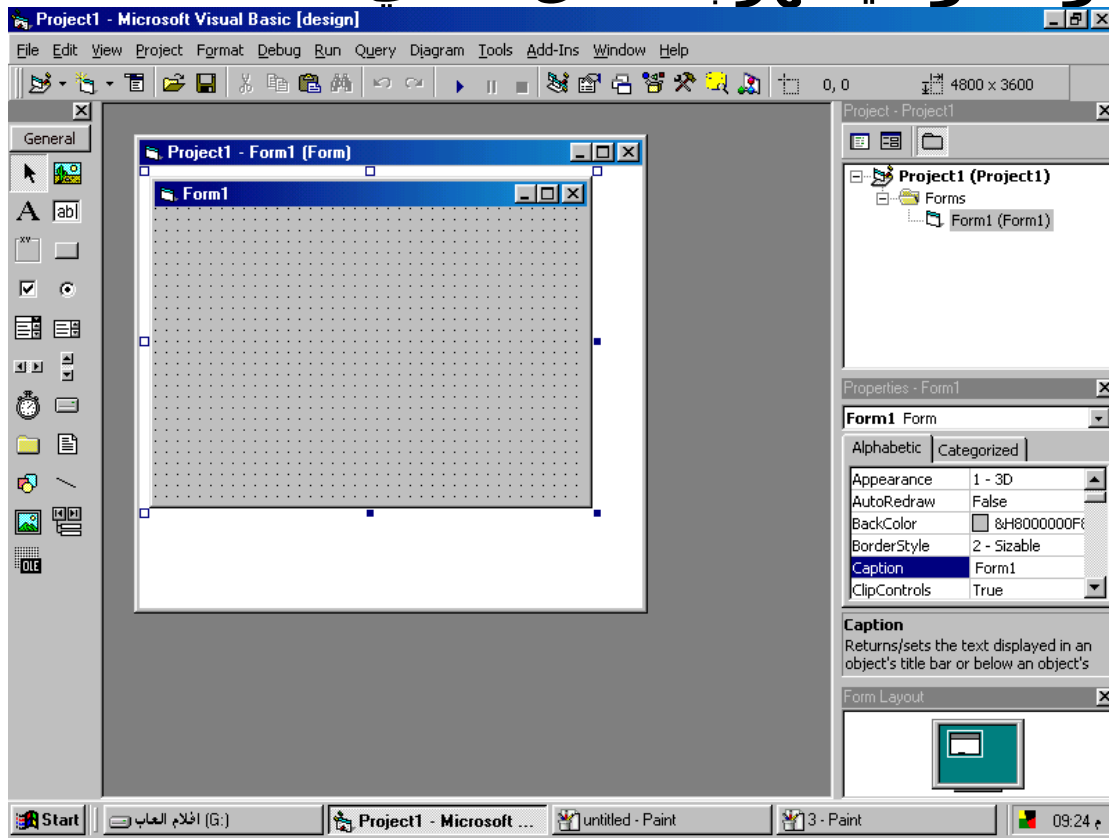 Project1 - Microsoft Visual Basic [design]
File Edit View Project Format Debug Run Query Diagram Tools Add-Ins Window Help
0, 0 4800 x 3600
General
Project1 - Form1 (Form)
Form1
A ab
xy
OLE
Project - Project1
Project1 (Project1)
Forms
Form1 (Form1)
Properties - Form1
Form1 Form
Alphabetic Categorized
Appearance 1 - 3D
AutoRedraw False
BackColor &H8000000F&
BorderStyle 2 - Sizable
Caption Form1
ClipControls True
Caption
Returns/sets the text displayed in an
object's title bar or below an object's
Form Layout
Start افلام العاب (G:) Project1 - Microsoft ... untitled - Paint 3 - Paint 09:24 م